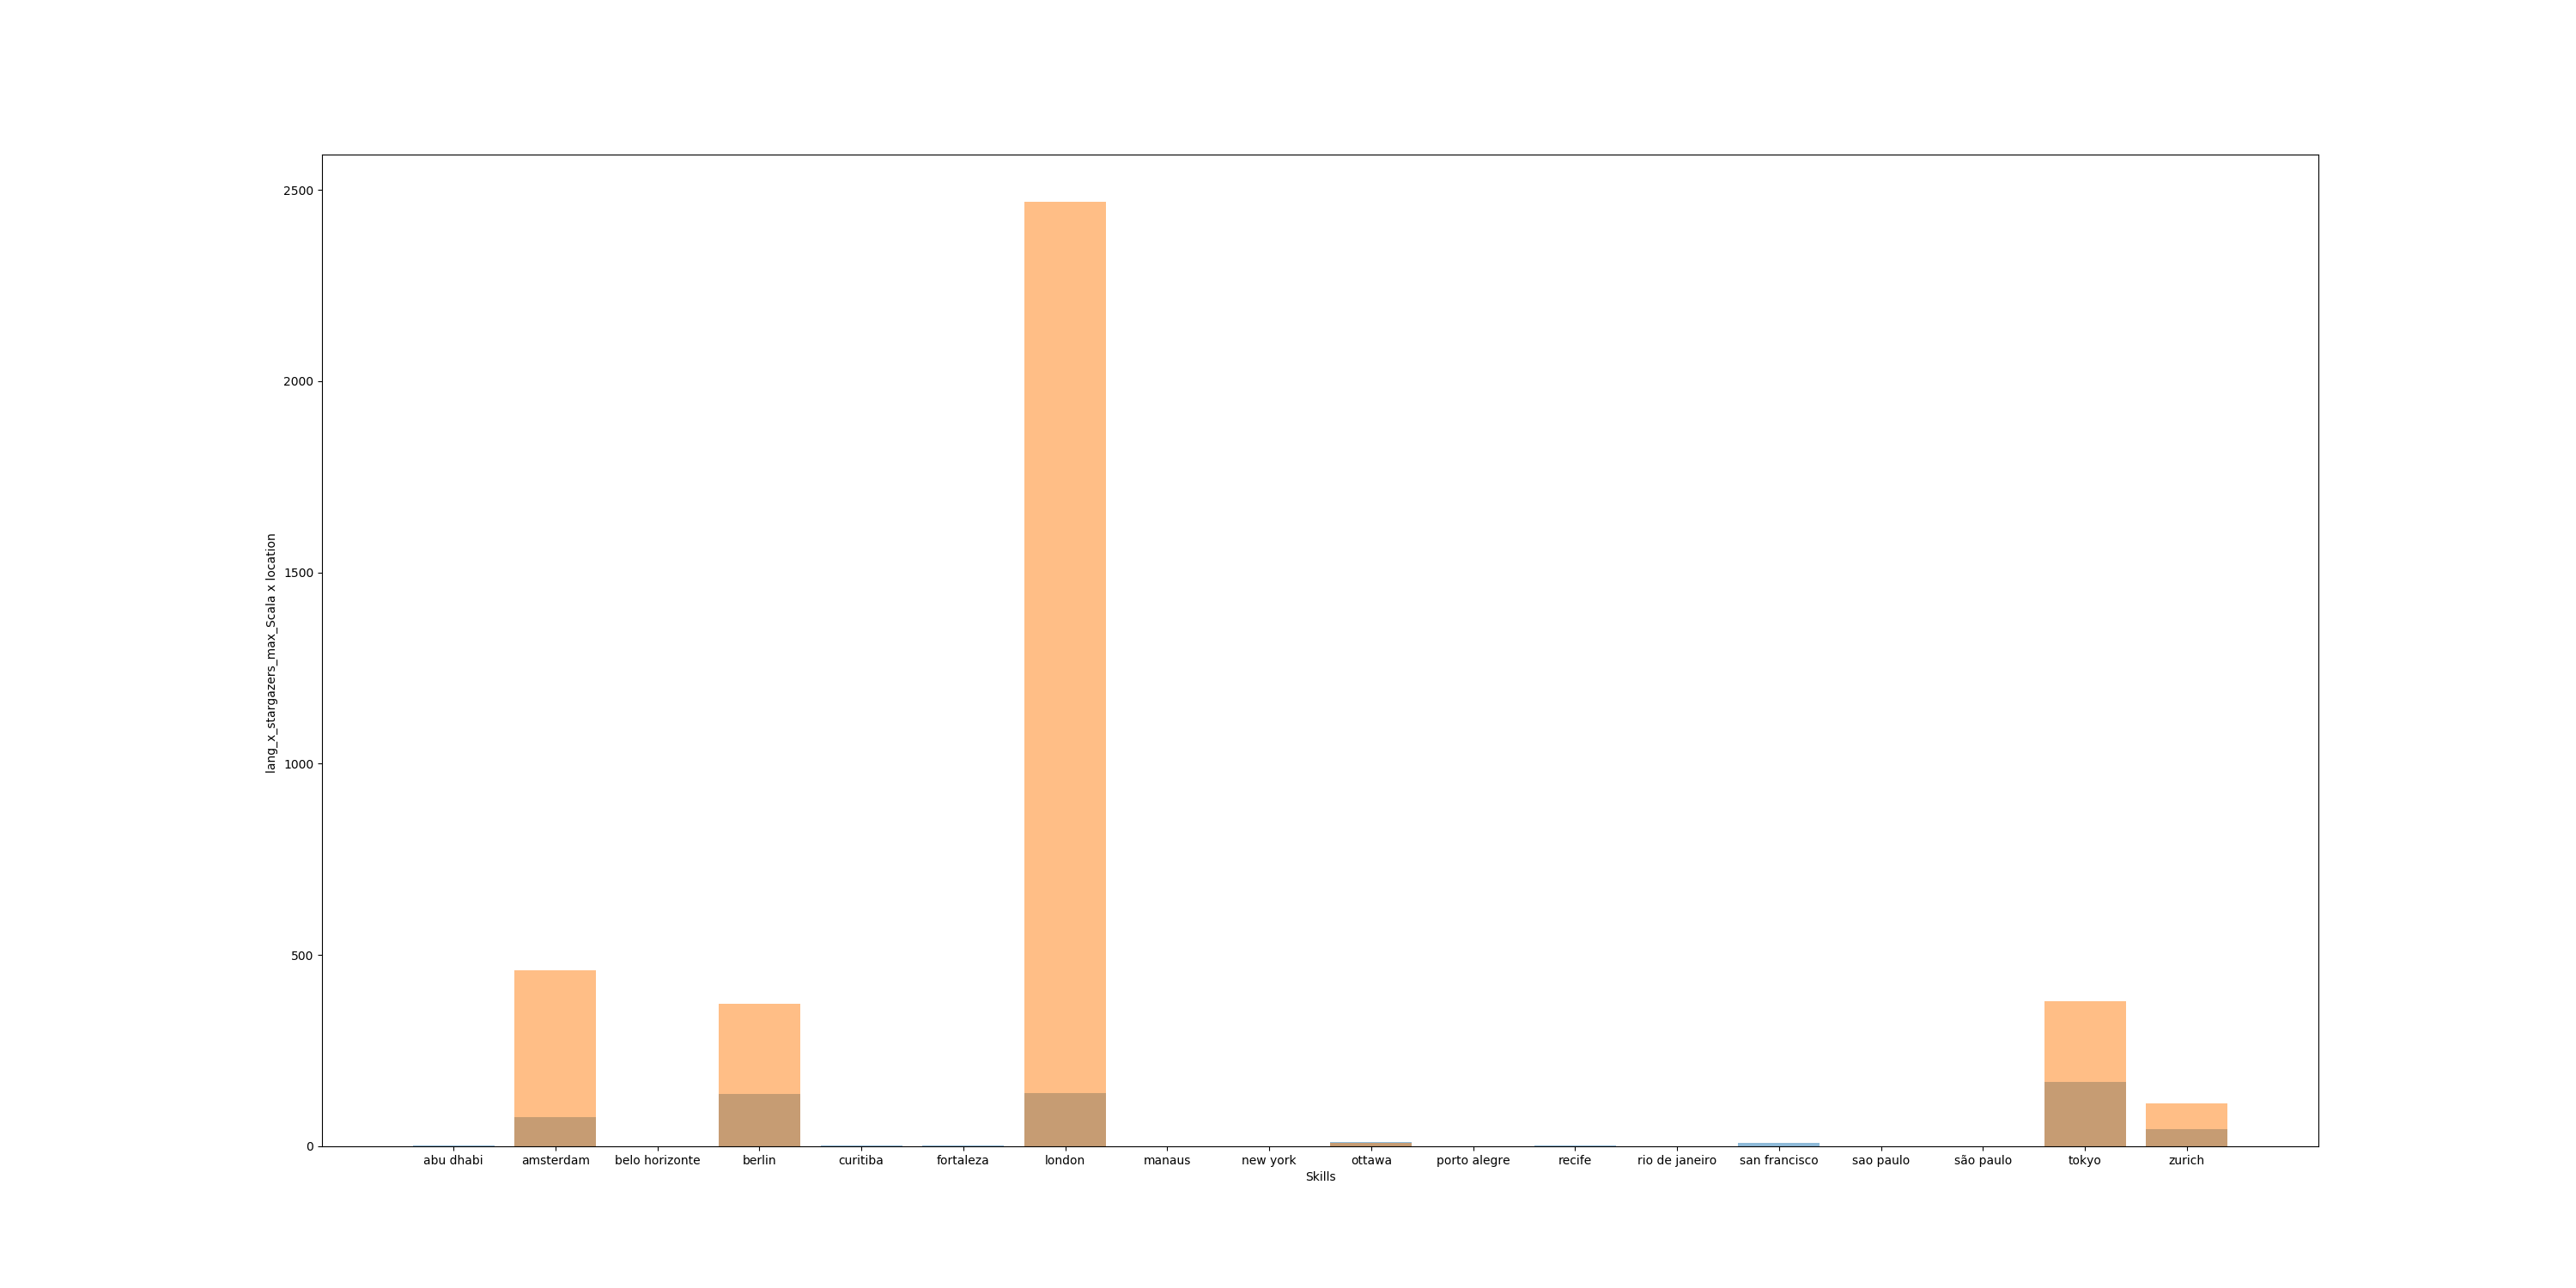 lang_x_stargazers_max_Scala x location
2500
2000
1500
1000
500
0
abu dhabi amsterdam belo horizonte berlin curitiba fortaleza london manaus new york ottawa porto alegre recife rio de janeiro san francisco sao paulo são paulo tokyo zurich
Skills